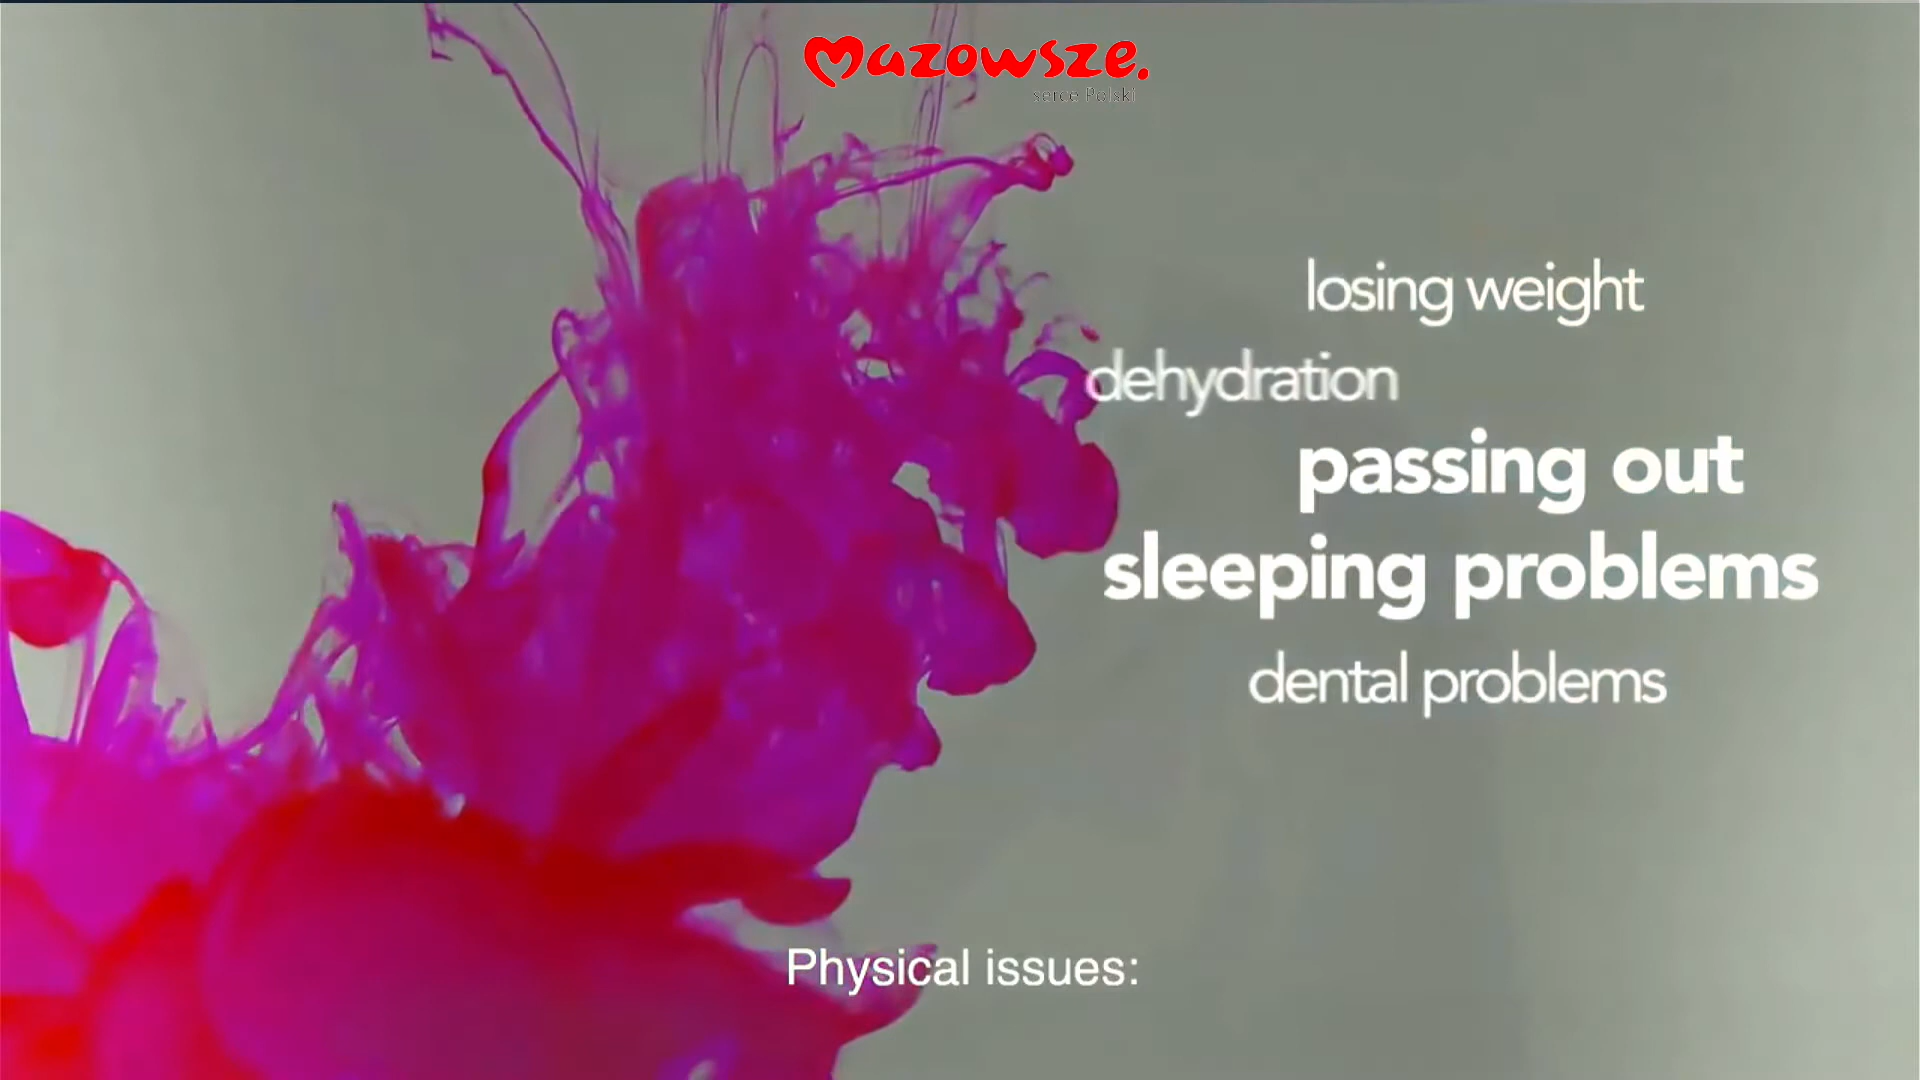 mazowsze.
serce Polski
losing weight
dehydration
passing out
sleeping problems
dental problems
Physical issues: